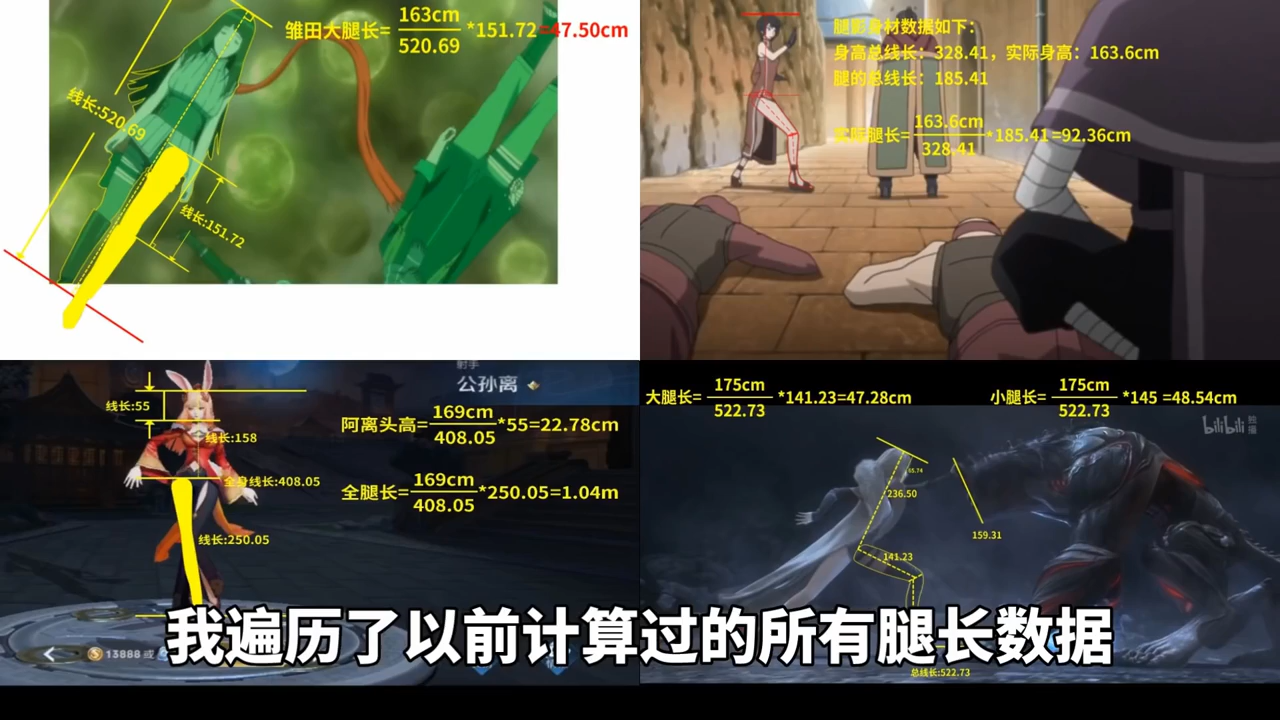 雏田大腿长=163cm/520.69*151.72=47.50cm
线长:520.69
线长:151.72
腿影身材数据如下:
身高总线长: 328.41, 实际身高: 163.6cm
腿的总线长: 185.41
实际腿长=163.6cm/328.41*185.41=92.36cm
射手
公孙离
线长:55
线长:158
阿离头高=169cm/408.05*55=22.78cm
全身线长:408.05
全腿长=169cm/408.05*250.05=1.04m
线长:250.05
13888 或
大腿长=175cm/522.73*141.23=47.28cm
小腿长=175cm/522.73*145 =48.54cm
bilibili 独播
236.50
159.31
141.23
我遍历了以前计算过的所有腿长数据
总线长:522.73